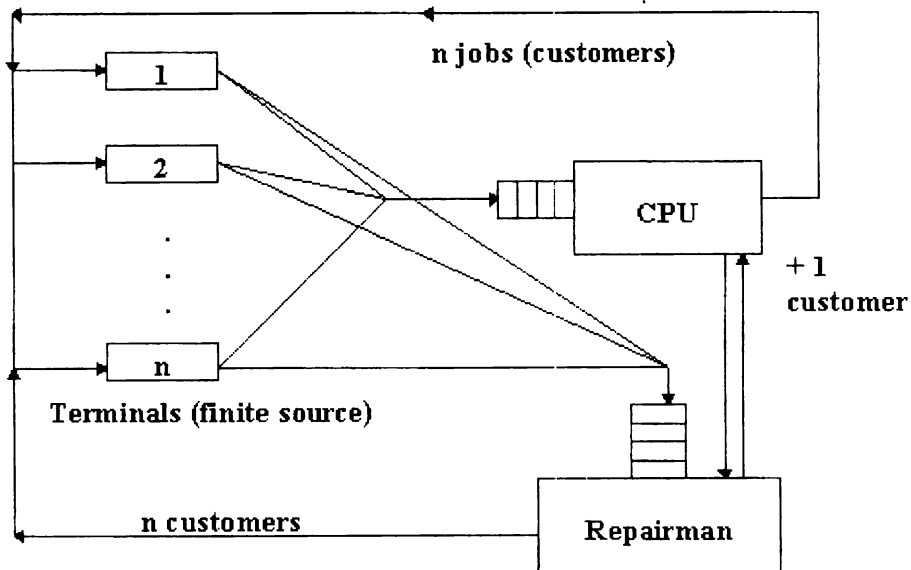 n jobs (customers)
1
2
CPU
+ 1
customer
n
Terminals (finite source)
n customers
Repairman